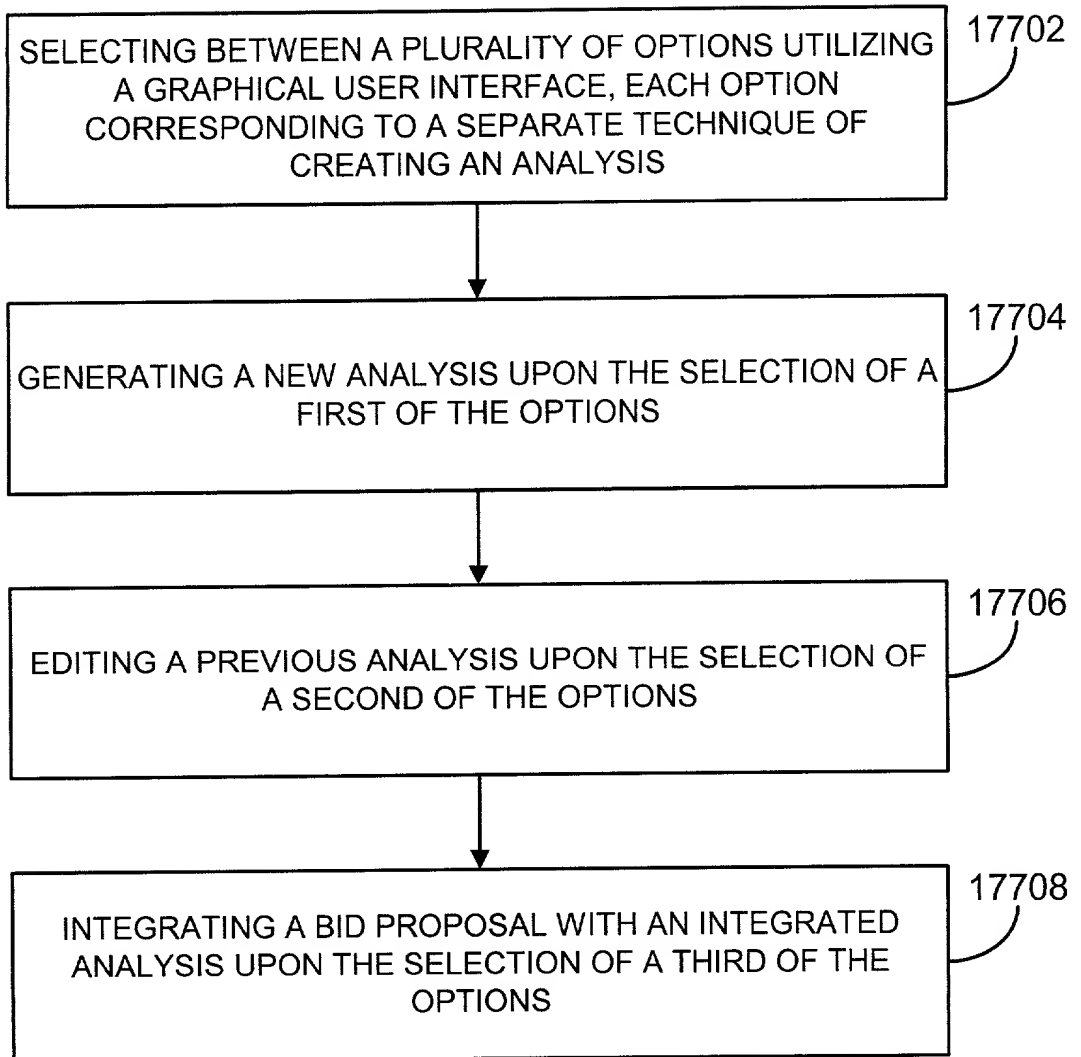 17702
SELECTING BETWEEN A PLURALITY OF OPTIONS UTILIZING
A GRAPHICAL USER INTERFACE, EACH OPTION
CORRESPONDING TO A SEPARATE TECHNIQUE OF
CREATING AN ANALYSIS
17704
GENERATING A NEW ANALYSIS UPON THE SELECTION OF A
FIRST OF THE OPTIONS
17706
EDITING A PREVIOUS ANALYSIS UPON THE SELECTION OF
A SECOND OF THE OPTIONS
17708
INTEGRATING A BID PROPOSAL WITH AN INTEGRATED
ANALYSIS UPON THE SELECTION OF A THIRD OF THE
OPTIONS